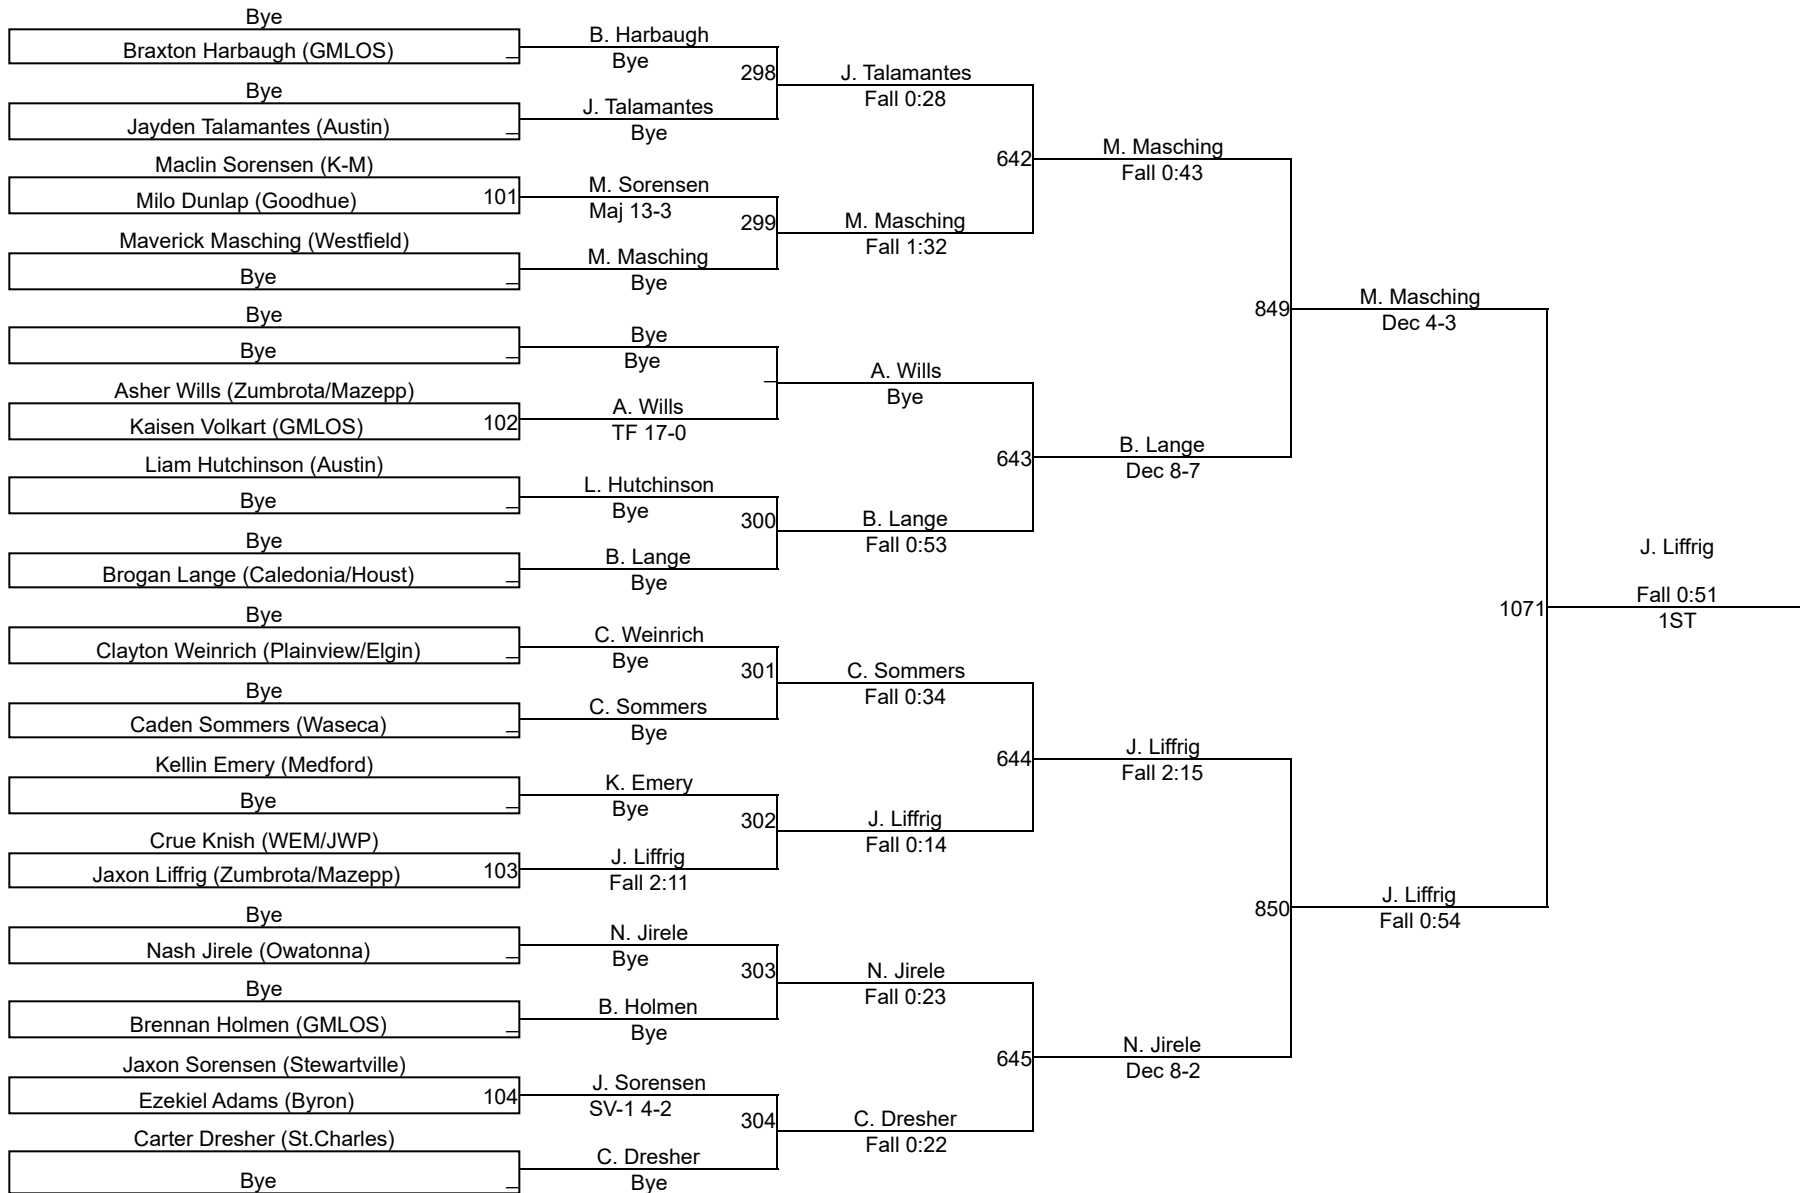 Bye
Braxton Harbaugh (GMLOS)
_
Bye
Jayden Talamantes (Austin)
_
Maclin Sorensen (K-M)
Milo Dunlap (Goodhue)
101
Maverick Masching (Westfield)
Bye
_
Bye
Bye
_
Asher Wills (Zumbrota/Mazepp)
Kaisen Volkart (GMLOS)
102
Liam Hutchinson (Austin)
Bye
_
Bye
Brogan Lange (Caledonia/Houst)
_
Bye
Clayton Weinrich (Plainview/Elgin)
_
Bye
Caden Sommers (Waseca)
_
Kellin Emery (Medford)
Bye
_
Crue Knish (WEM/JWP)
Jaxon Liffrig (Zumbrota/Mazepp)
103
Bye
Nash Jirele (Owatonna)
_
Bye
Brennan Holmen (GMLOS)
_
Jaxon Sorensen (Stewartville)
Ezekiel Adams (Byron)
104
Carter Dresher (St.Charles)
Bye
_
B. Harbaugh
Bye
298
J. Talamantes
Bye
M. Sorensen
Maj 13-3
299
M. Masching
Bye
Bye
Bye
_
A. Wills
TF 17-0
L. Hutchinson
Bye
300
B. Lange
Bye
C. Weinrich
Bye
301
C. Sommers
Bye
K. Emery
Bye
302
J. Liffrig
Fall 2:11
N. Jirele
Bye
303
B. Holmen
Bye
J. Sorensen
SV-1 4-2
304
C. Dresher
Bye
J. Talamantes
Fall 0:28
642
M. Masching
Fall 1:32
A. Wills
Bye
643
B. Lange
Fall 0:53
C. Sommers
Fall 0:34
644
J. Liffrig
Fall 0:14
N. Jirele
Fall 0:23
645
C. Dresher
Fall 0:22
M. Masching
Fall 0:43
849
B. Lange
Dec 8-7
J. Liffrig
Fall 2:15
850
N. Jirele
Dec 8-2
M. Masching
Dec 4-3
1071
J. Liffrig
Fall 0:54
J. Liffrig
Fall 0:51
1ST